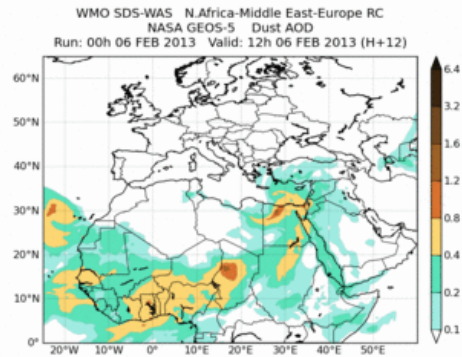 WMO SDS-WAS N.Africa-Middle East-Europe RC
NASA GEOS-5 Dust AOD
Run: 00h 06 FEB 2013 Valid: 12h 06 FEB 2013 (H+12)
6.4
60°N
3.2
50°N
1.6
40°N
1.2
30°N
0.8
20°N
0.4
10°N
0.2
0°
0.1
20°W 10°W 0° 10°E 20°E 30°E 40°E 50°E